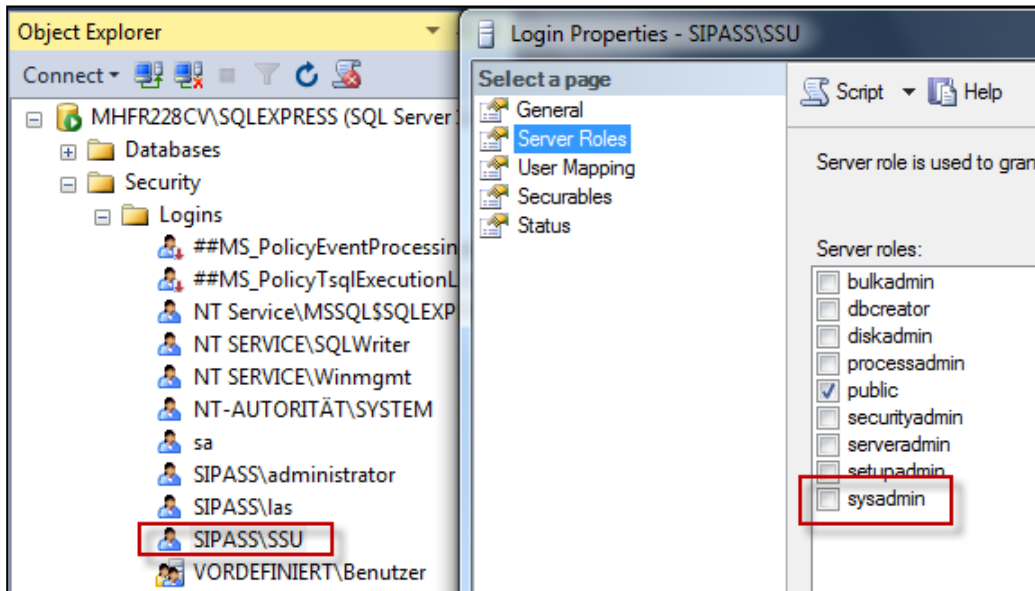 Object Explorer
Connect
MHFR228CV\SQLEXPRESS (SQL Server
Databases
Security
Logins
##MS_PolicyEventProcessin
##MS_PolicyTsqlExecutionL
NT Service\MSSQL$SQLEXP
NT SERVICE\SQLWriter
NT SERVICE\Winmgmt
NT-AUTORITÄT\SYSTEM
sa
SIPASS\administrator
SIPASS\las
SIPASS\SSU
VORDEFINIERT\Benutzer
Login Properties - SIPASS\SSU
Select a page
General
Server Roles
User Mapping
Securables
Status
Script
Help
Server role is used to gran
Server roles:
bulkadmin
dbcreator
diskadmin
processadmin
public
securityadmin
serveradmin
setupadmin
sysadmin